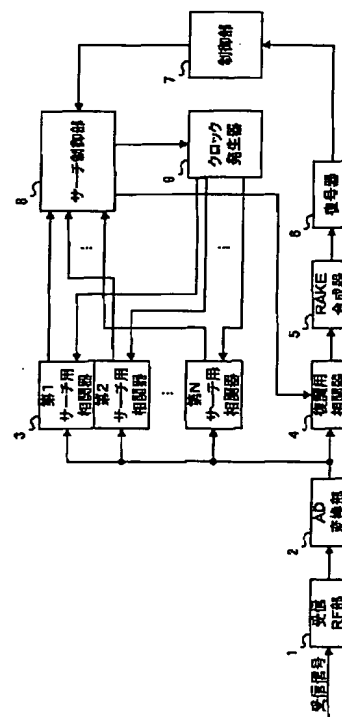 受信信号
1
受信
RF部
2
AD
変換部
3
第1
サーチ用
相関器
第2
サーチ用
相関器
第N
サーチ用
相関器
4
復調用
相関器
5
RAKE
合成器
6
復号器
7
制御部
8
サーチ制御部
9
クロック
発生器